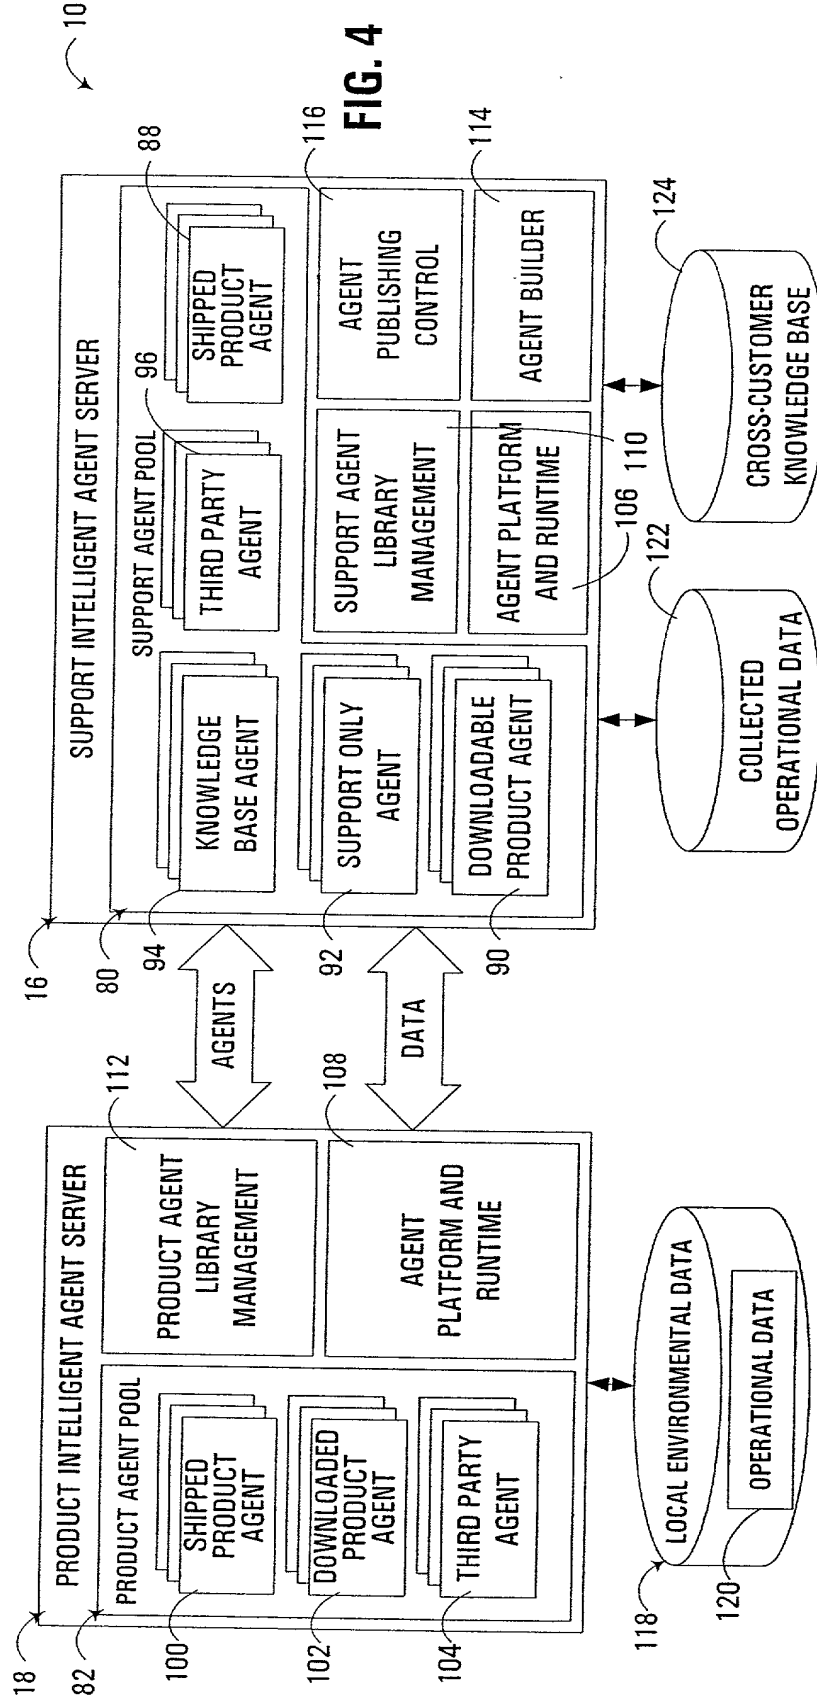 10
FIG. 4
16
SUPPORT INTELLIGENT AGENT SERVER
80
SUPPORT AGENT POOL
94
KNOWLEDGE
BASE AGENT
96
THIRD PARTY
AGENT
88
SHIPPED
PRODUCT
AGENT
92
SUPPORT ONLY
AGENT
90
DOWNLOADABLE
PRODUCT AGENT
SUPPORT AGENT
LIBRARY
MANAGEMENT
110
116
AGENT
PUBLISHING
CONTROL
AGENT PLATFORM
AND RUNTIME
106
AGENT BUILDER
114
122
COLLECTED
OPERATIONAL DATA
124
CROSS-CUSTOMER
KNOWLEDGE BASE
AGENTS
DATA
18
PRODUCT INTELLIGENT AGENT SERVER
82
PRODUCT AGENT POOL
100
SHIPPED
PRODUCT
AGENT
102
DOWNLOADED
PRODUCT
AGENT
104
THIRD PARTY
AGENT
112
PRODUCT AGENT
LIBRARY
MANAGEMENT
108
AGENT
PLATFORM AND
RUNTIME
118
LOCAL ENVIRONMENTAL DATA
120
OPERATIONAL DATA